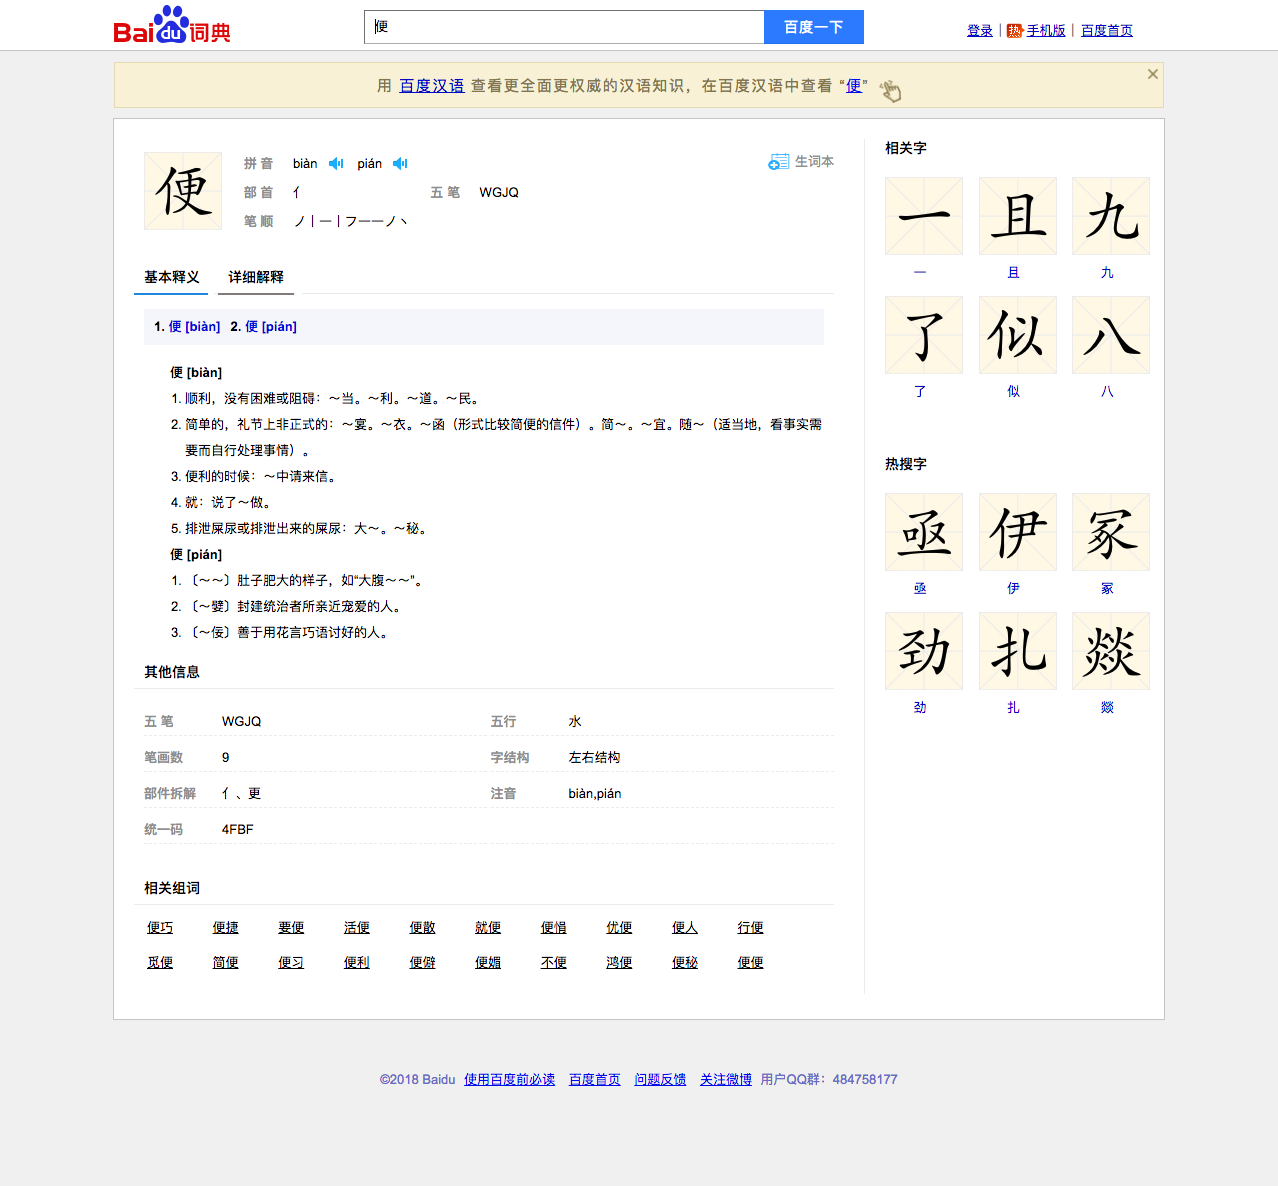 Bai du 词典
便
百度一下
登录 | 热 手机版 | 百度首页
用 百度汉语 查看更全面更权威的汉语知识，在百度汉语中查看 “便”
便
拼 音 biàn pián
生词本
部 首 亻 五 笔 WGJQ
笔 顺 ノ丨一丨フ一一ノ丶
基本释义 详细解释
1. 便 [biàn] 2. 便 [pián]
便 [biàn]
1. 顺利，没有困难或阻碍：～当。～利。～道。～民。
2. 简单的，礼节上非正式的：～宴。～衣。～函（形式比较简便的信件）。简～。～宜。随～（适当地，看事实需
要而自行处理事情）。
3. 便利的时候：～中请来信。
4. 就：说了～做。
5. 排泄屎尿或排泄出来的屎尿：大～。～秘。
便 [pián]
1. 〔～～〕肚子肥大的样子，如“大腹～～”。
2. 〔～嬖〕封建统治者所亲近宠爱的人。
3. 〔～佞〕善于用花言巧语讨好的人。
其他信息
五 笔 WGJQ 五行 水
笔画数 9 字结构 左右结构
部件拆解 亻 、更 注音 biàn,pián
统一码 4FBF
相关组词
便巧 便捷 要便 活便 便散 就便 便悁 优便 便人 行便
觅便 简便 便习 便利 便僻 便娟 不便 鸿便 便秘 便便
相关字
一 且 九
一 且 九
了 似 八
了 似 八
热搜字
亟 伊 冢
亟 伊 冢
劲 扎 燚
劲 扎 燚
©2018 Baidu 使用百度前必读 百度首页 问题反馈 关注微博 用户QQ群：484758177